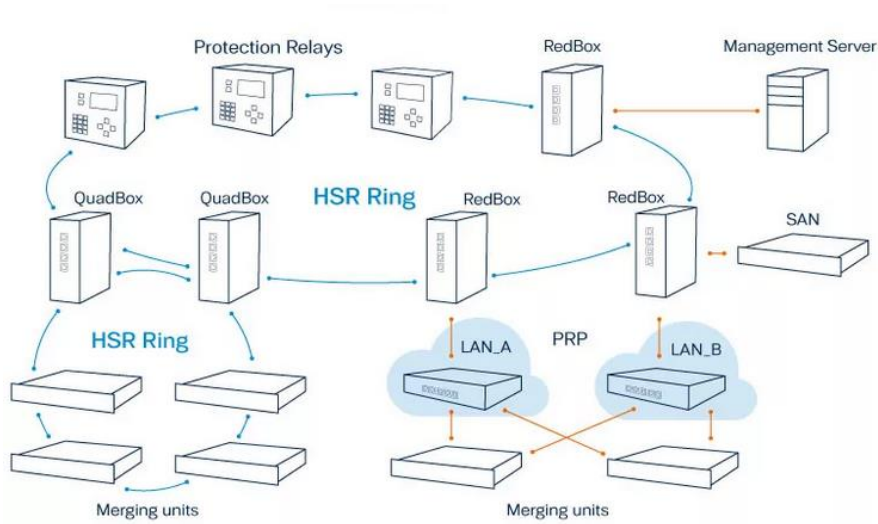 Protection Relays
RedBox
Management Server
QuadBox
QuadBox
HSR Ring
RedBox
RedBox
SAN
HSR Ring
LAN_A
PRP
LAN_B
Merging units
Merging units